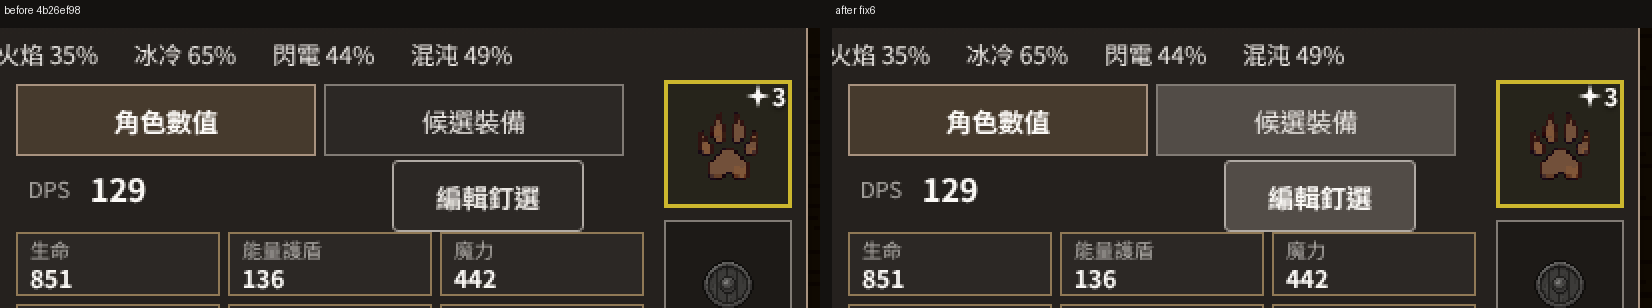 before 4b26ef98
火焰 35% 冰冷 65% 閃電 44% 混沌 49%
角色數值 候選裝備
✦3
DPS 129 編輯釘選
生命 能量護盾 魔力
851 136 442
after fix6
火焰 35% 冰冷 65% 閃電 44% 混沌 49%
角色數值 候選裝備
✦3
DPS 129 編輯釘選
生命 能量護盾 魔力
851 136 442